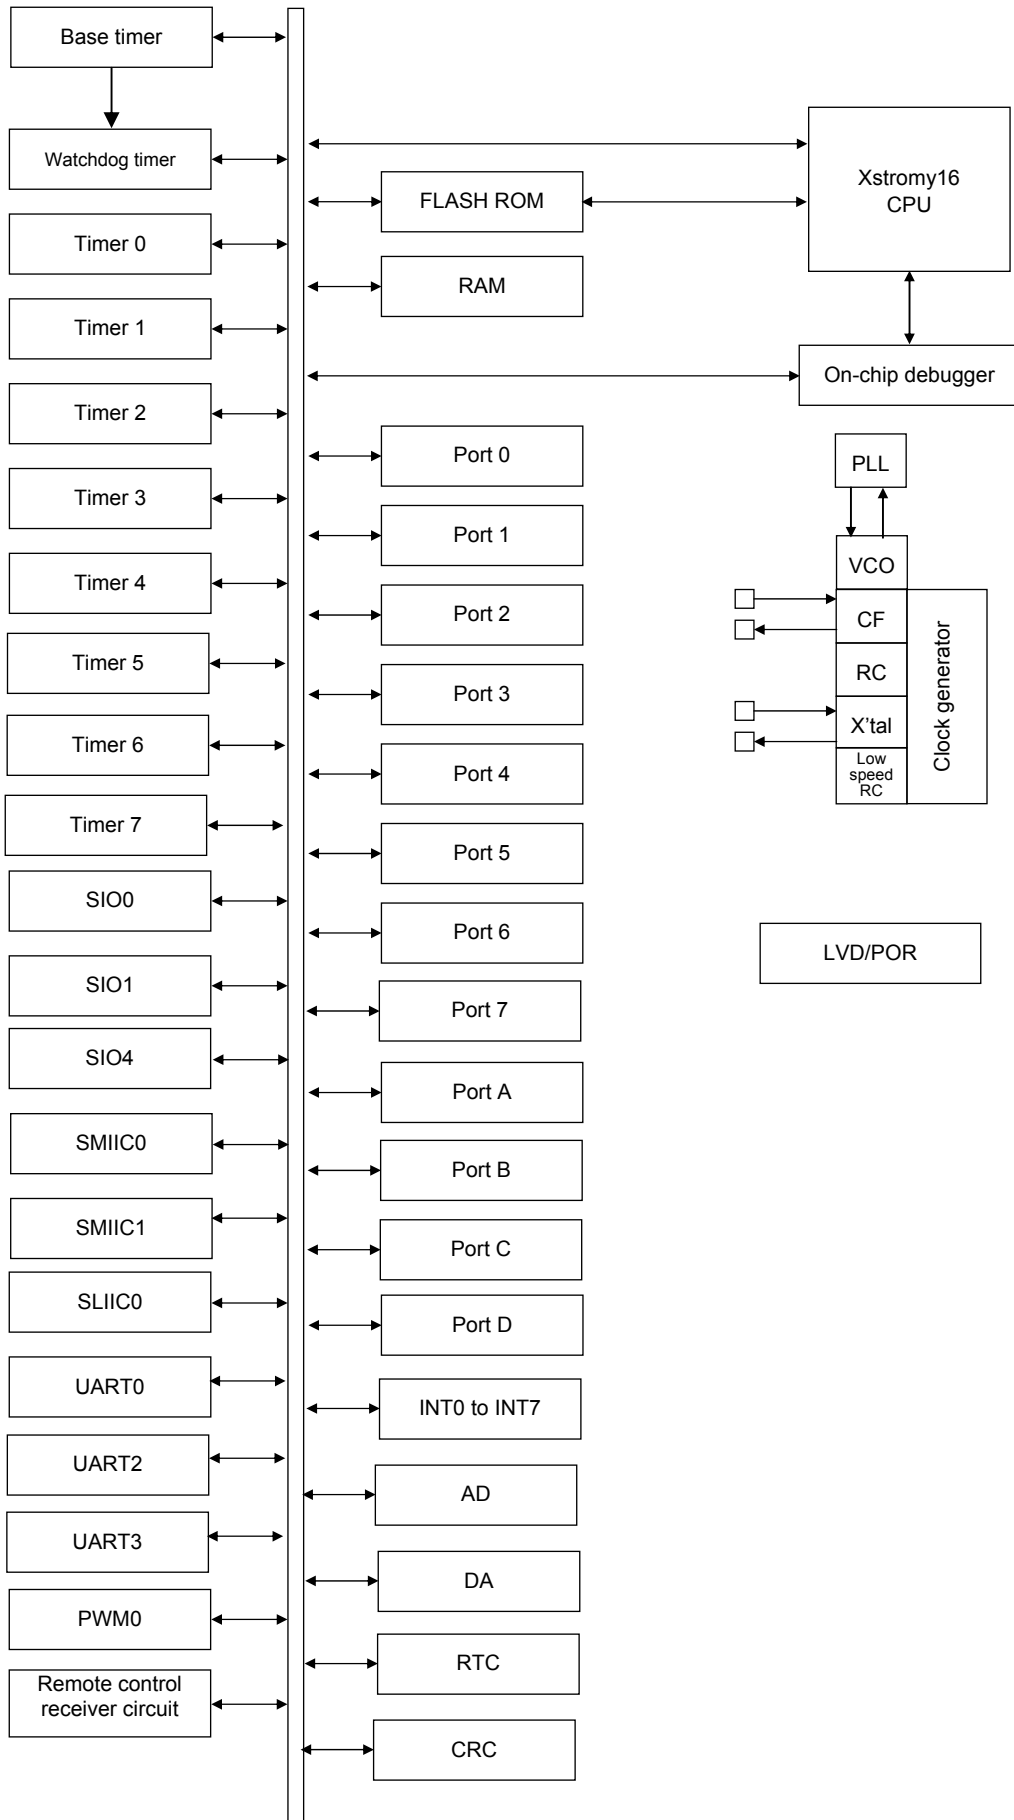 Base timer
Watchdog timer
Timer 0
Timer 1
Timer 2
Timer 3
Timer 4
Timer 5
Timer 6
Timer 7
SIO0
SIO1
SIO4
SMIIC0
SMIIC1
SLIIC0
UART0
UART2
UART3
PWM0
Remote control
receiver circuit
FLASH ROM
RAM
Port 0
Port 1
Port 2
Port 3
Port 4
Port 5
Port 6
Port 7
Port A
Port B
Port C
Port D
INT0 to INT7
AD
DA
RTC
CRC
Xstromy16
CPU
On-chip debugger
PLL
VCO
CF
RC
X'tal
Low
speed
RC
Clock generator
LVD/POR